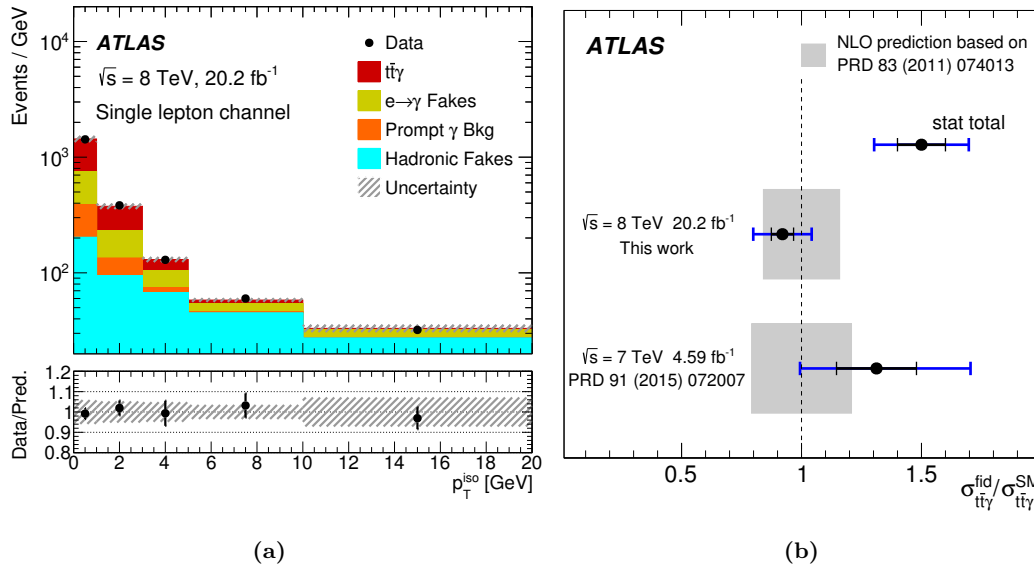 ATLAS
√s = 8 TeV, 20.2 fb⁻¹
Single lepton channel
Data
tt̄γ
e→γ Fakes
Prompt γ Bkg
Hadronic Fakes
Uncertainty
Events / GeV
10⁴
10³
10²
Data/Pred.
1.2
1.1
1
0.9
0.8
0 2 4 6 8 10 12 14 16 18 20
p_T^iso [GeV]
(a)
ATLAS
NLO prediction based on
PRD 83 (2011) 074013
stat total
√s = 8 TeV 20.2 fb⁻¹
This work
√s = 7 TeV 4.59 fb⁻¹
PRD 91 (2015) 072007
0.5 1 1.5
σ_tt̄γ^fid/σ_tt̄γ^SM
(b)